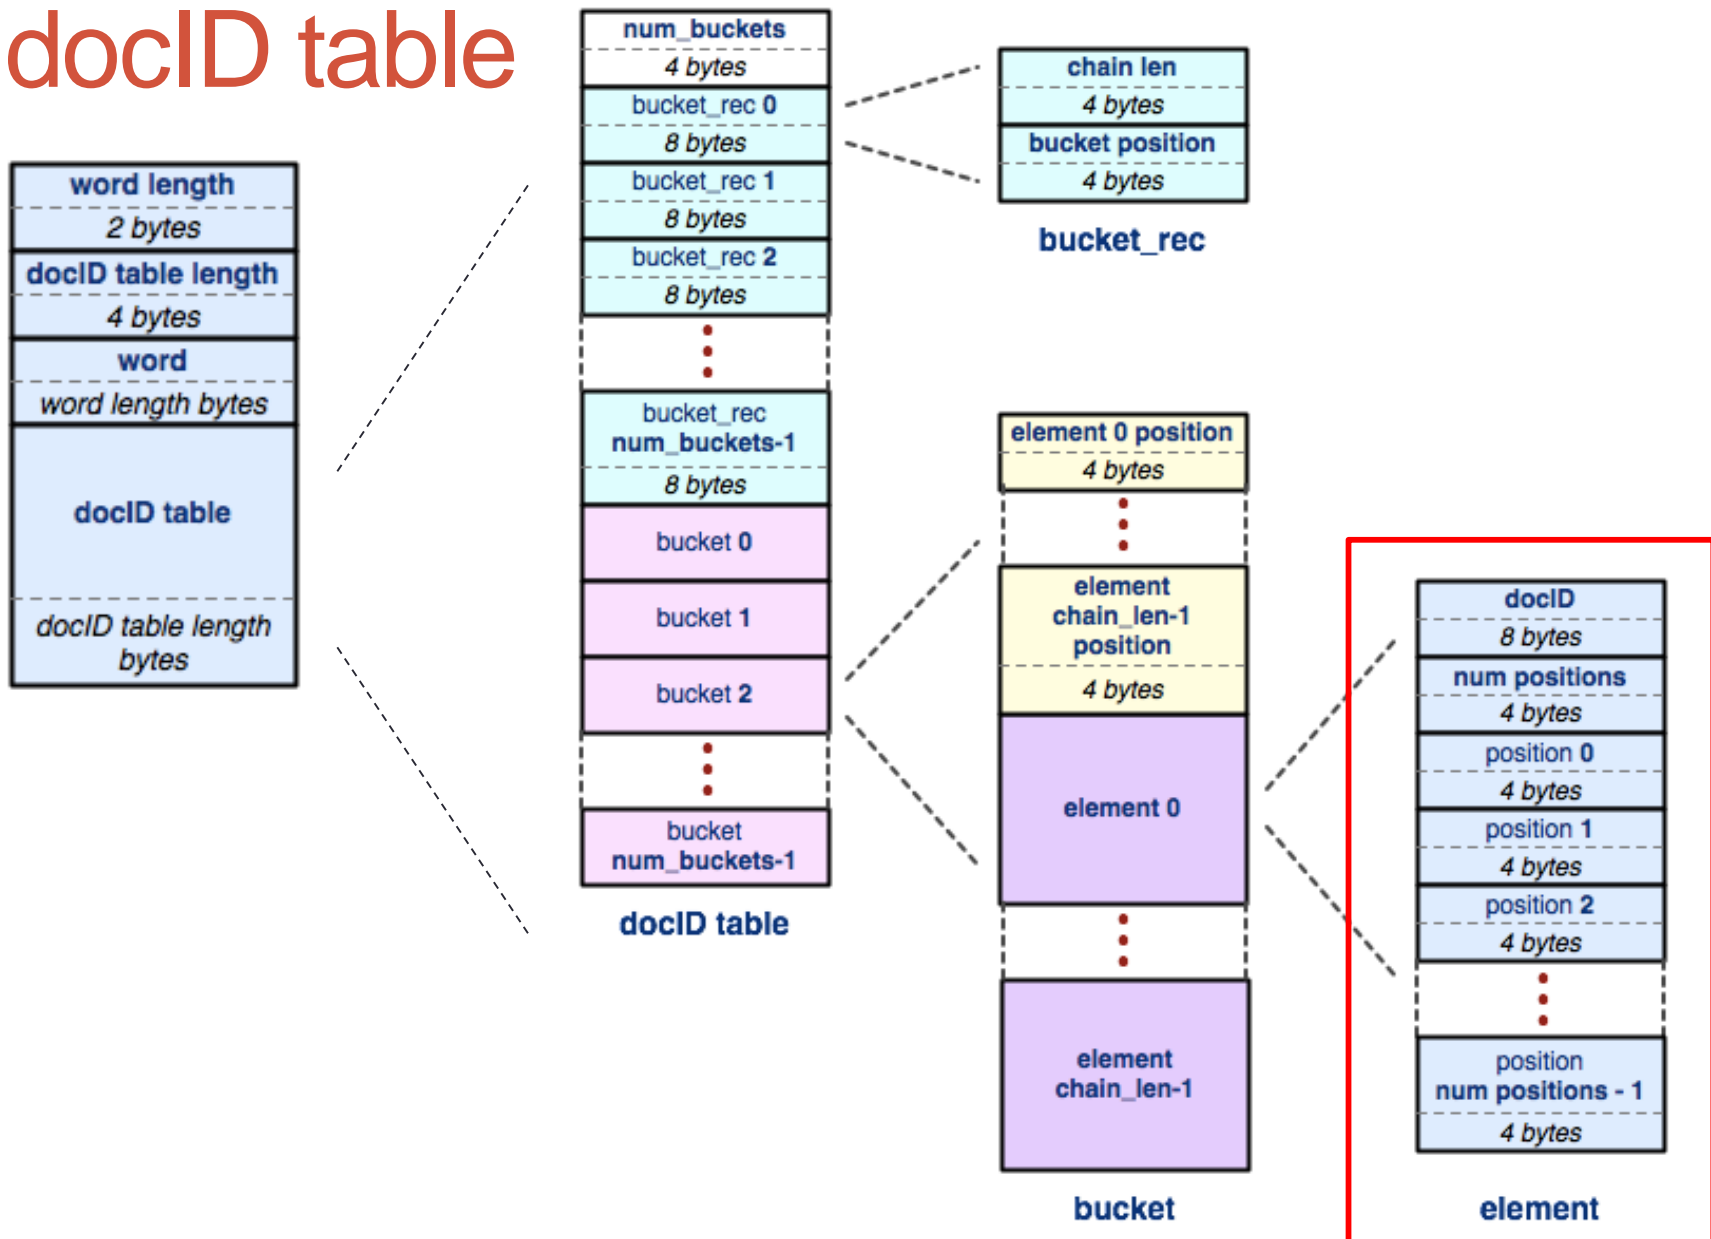 docID table
word length
2 bytes
docID table length
4 bytes
word
word length bytes
docID table
docID table length
bytes
num_buckets
4 bytes
bucket_rec 0
8 bytes
bucket_rec 1
8 bytes
bucket_rec 2
8 bytes
bucket_rec
num_buckets-1
8 bytes
bucket 0
bucket 1
bucket 2
bucket
num_buckets-1
docID table
chain len
4 bytes
bucket position
4 bytes
bucket_rec
element 0 position
4 bytes
element
chain_len-1
position
4 bytes
element 0
element
chain_len-1
bucket
docID
8 bytes
num positions
4 bytes
position 0
4 bytes
position 1
4 bytes
position 2
4 bytes
position
num positions - 1
4 bytes
element